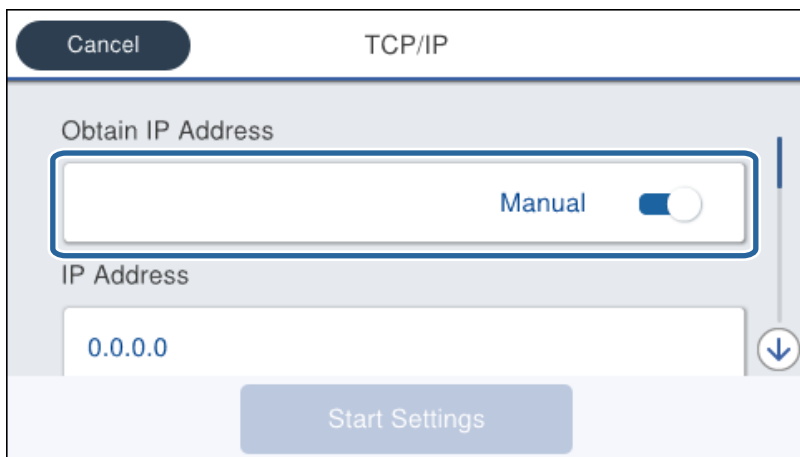 Cancel
TCP/IP
Obtain IP Address
Manual
IP Address
0.0.0.0
Start Settings